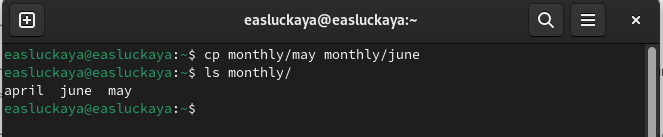 easluckaya@easluckaya:~
easluckaya@easluckaya:~$ cp monthly/may monthly/june
easluckaya@easluckaya:~$ ls monthly/
april  june  may
easluckaya@easluckaya:~$